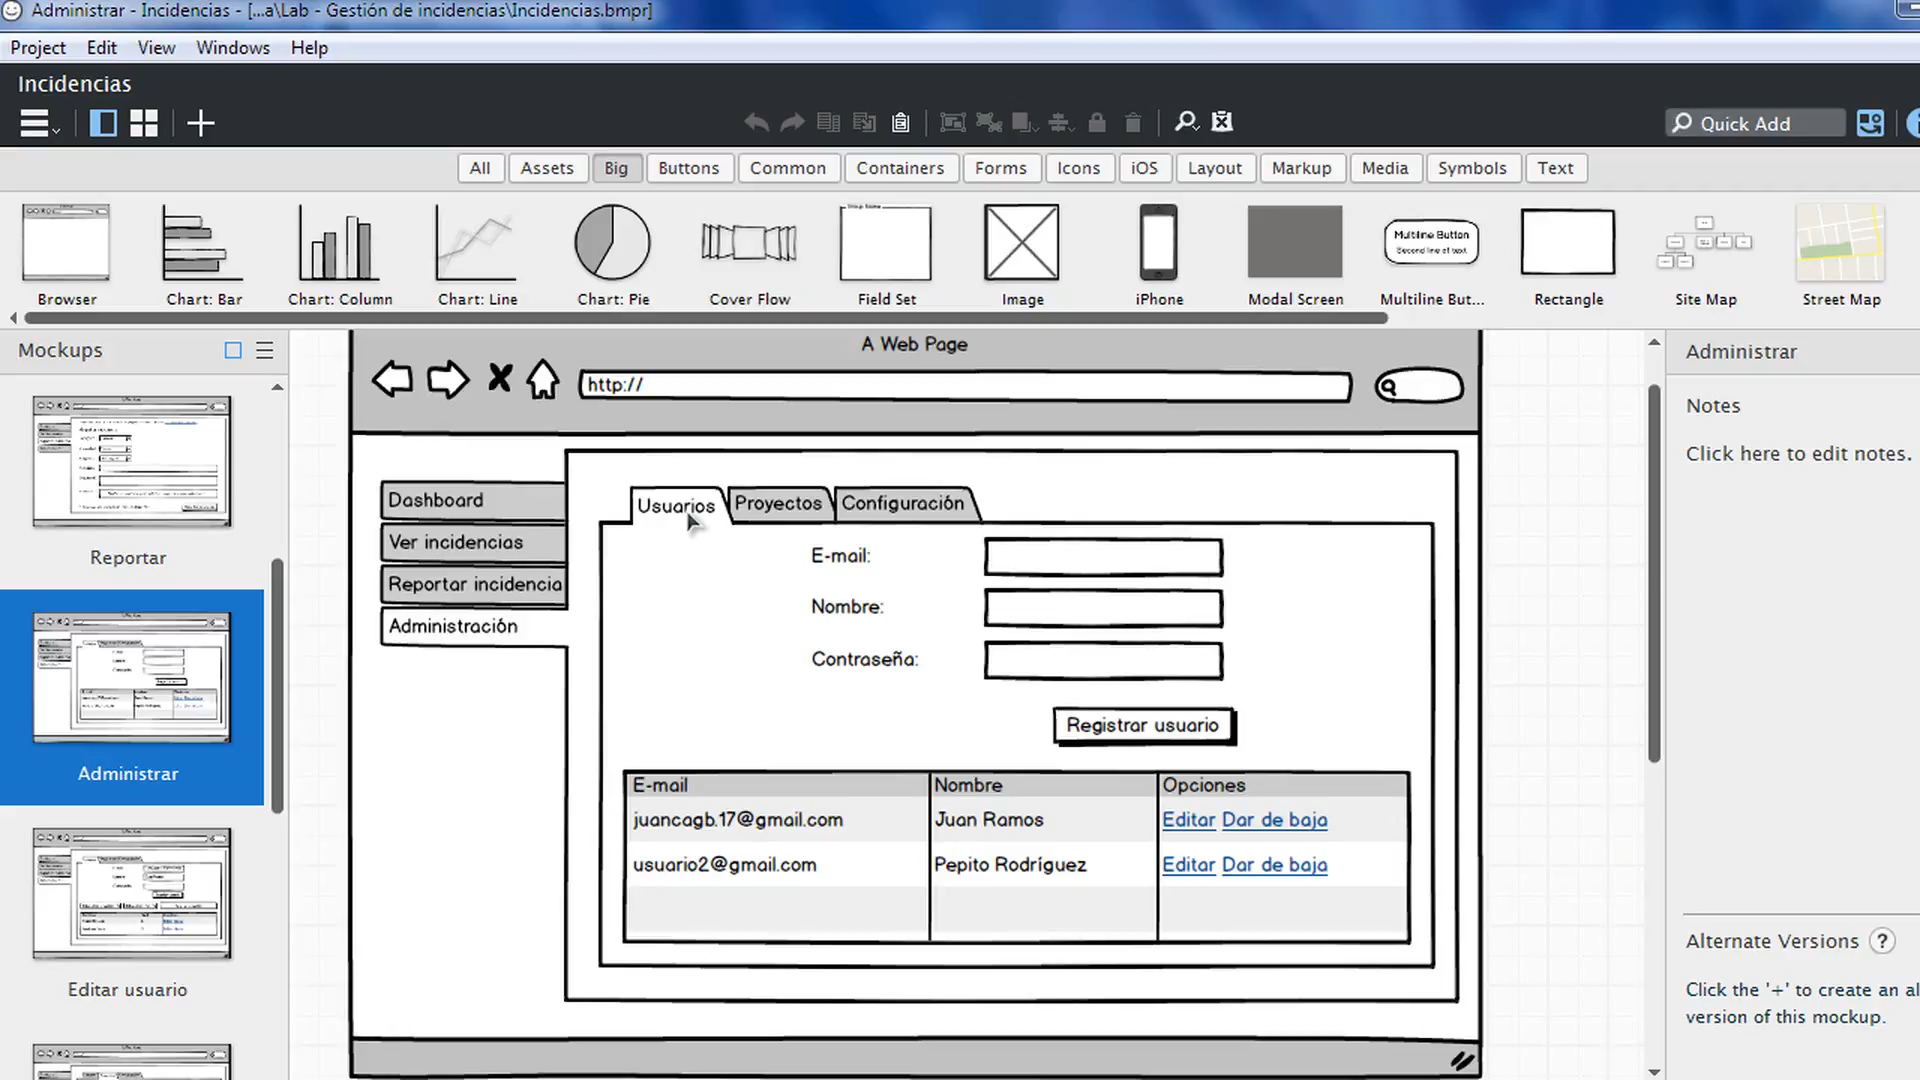 Administrar - Incidencias - [...a\Lab - Gestión de incidencias\Incidencias.bmpr]
Project Edit View Windows Help
Incidencias
Quick Add
All Assets Big Buttons Common Containers Forms Icons iOS Layout Markup Media Symbols Text
Group Name
Multiline Button
Second line of text
Browser Chart: Bar Chart: Column Chart: Line Chart: Pie Cover Flow Field Set Image iPhone Modal Screen Multiline But... Rectangle Site Map Street Map
Mockups
Reportar
Administrar
Editar usuario
A Web Page
http://
Dashboard
Ver incidencias
Reportar incidencia
Administración
Usuarios Proyectos Configuración
E-mail:
Nombre:
Contraseña:
Registrar usuario
E-mail Nombre Opciones
juancagb.17@gmail.com Juan Ramos Editar Dar de baja
usuario2@gmail.com Pepito Rodríguez Editar Dar de baja
Administrar
Notes
Click here to edit notes.
Alternate Versions ?
Click the '+' to create an al
version of this mockup.